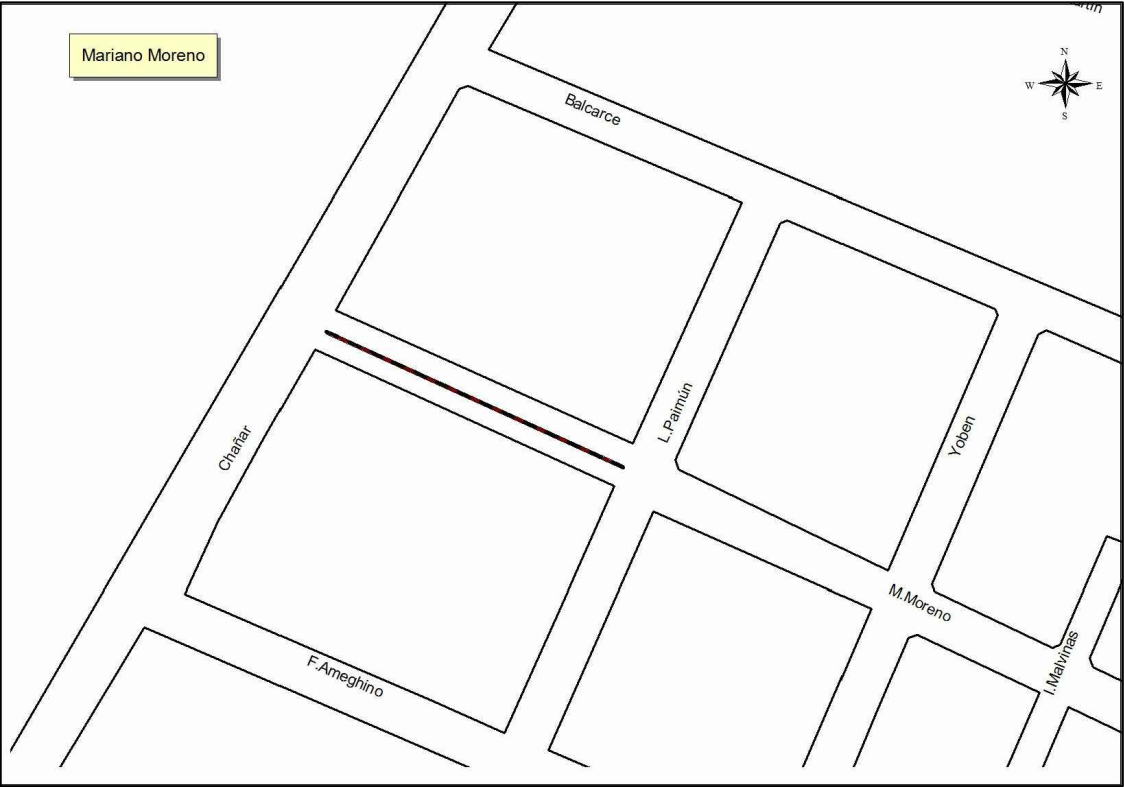 Mariano Moreno
N
W
E
S
Balcarce
L.Paimún
Chañar
Yoben
M.Moreno
F.Ameghino
I.Malvinas